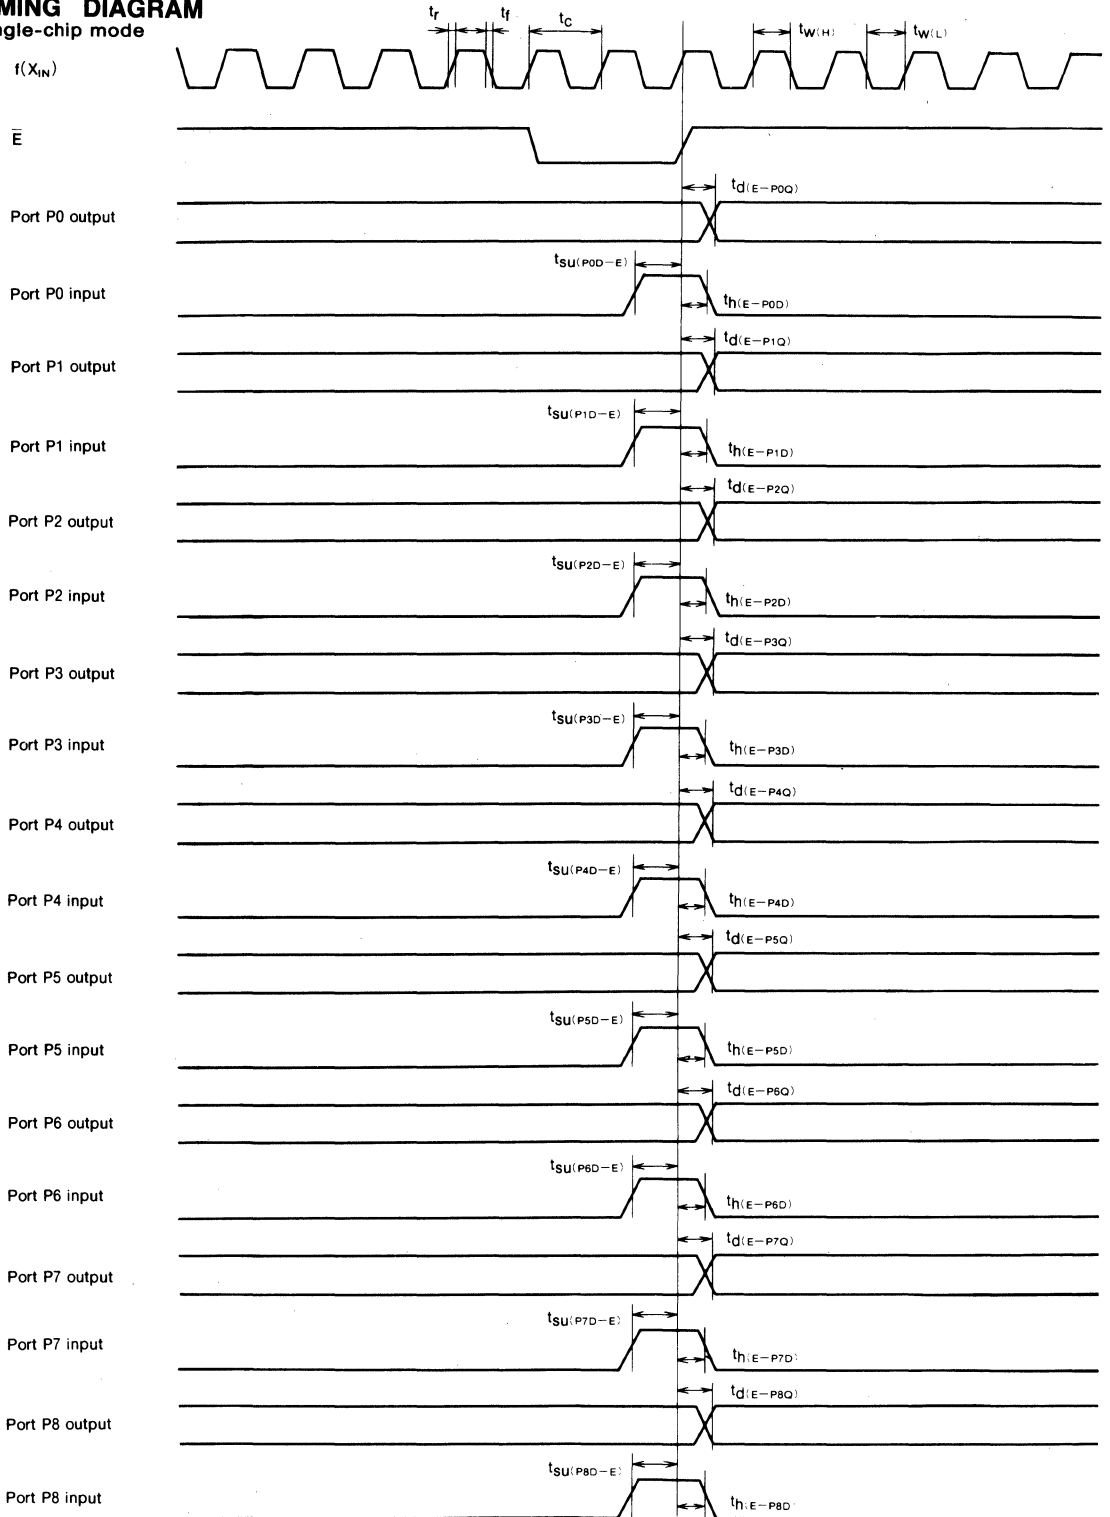 MING DIAGRAM
ngle-chip mode
tr tf tC tW(H) tW(L)
f(XIN)
E̅
td(E−P0Q)
Port P0 output
tsu(P0D−E)
Port P0 input
th(E−P0D)
td(E−P1Q)
Port P1 output
tsu(P1D−E)
Port P1 input
th(E−P1D)
td(E−P2Q)
Port P2 output
tsu(P2D−E)
Port P2 input
th(E−P2D)
td(E−P3Q)
Port P3 output
tsu(P3D−E)
Port P3 input
th(E−P3D)
td(E−P4Q)
Port P4 output
tsu(P4D−E)
Port P4 input
th(E−P4D)
td(E−P5Q)
Port P5 output
tsu(P5D−E)
Port P5 input
th(E−P5D)
td(E−P6Q)
Port P6 output
tsu(P6D−E)
Port P6 input
th(E−P6D)
td(E−P7Q)
Port P7 output
tsu(P7D−E)
Port P7 input
th(E−P7D)
td(E−P8Q)
Port P8 output
tsu(P8D−E)
Port P8 input
th(E−P8D